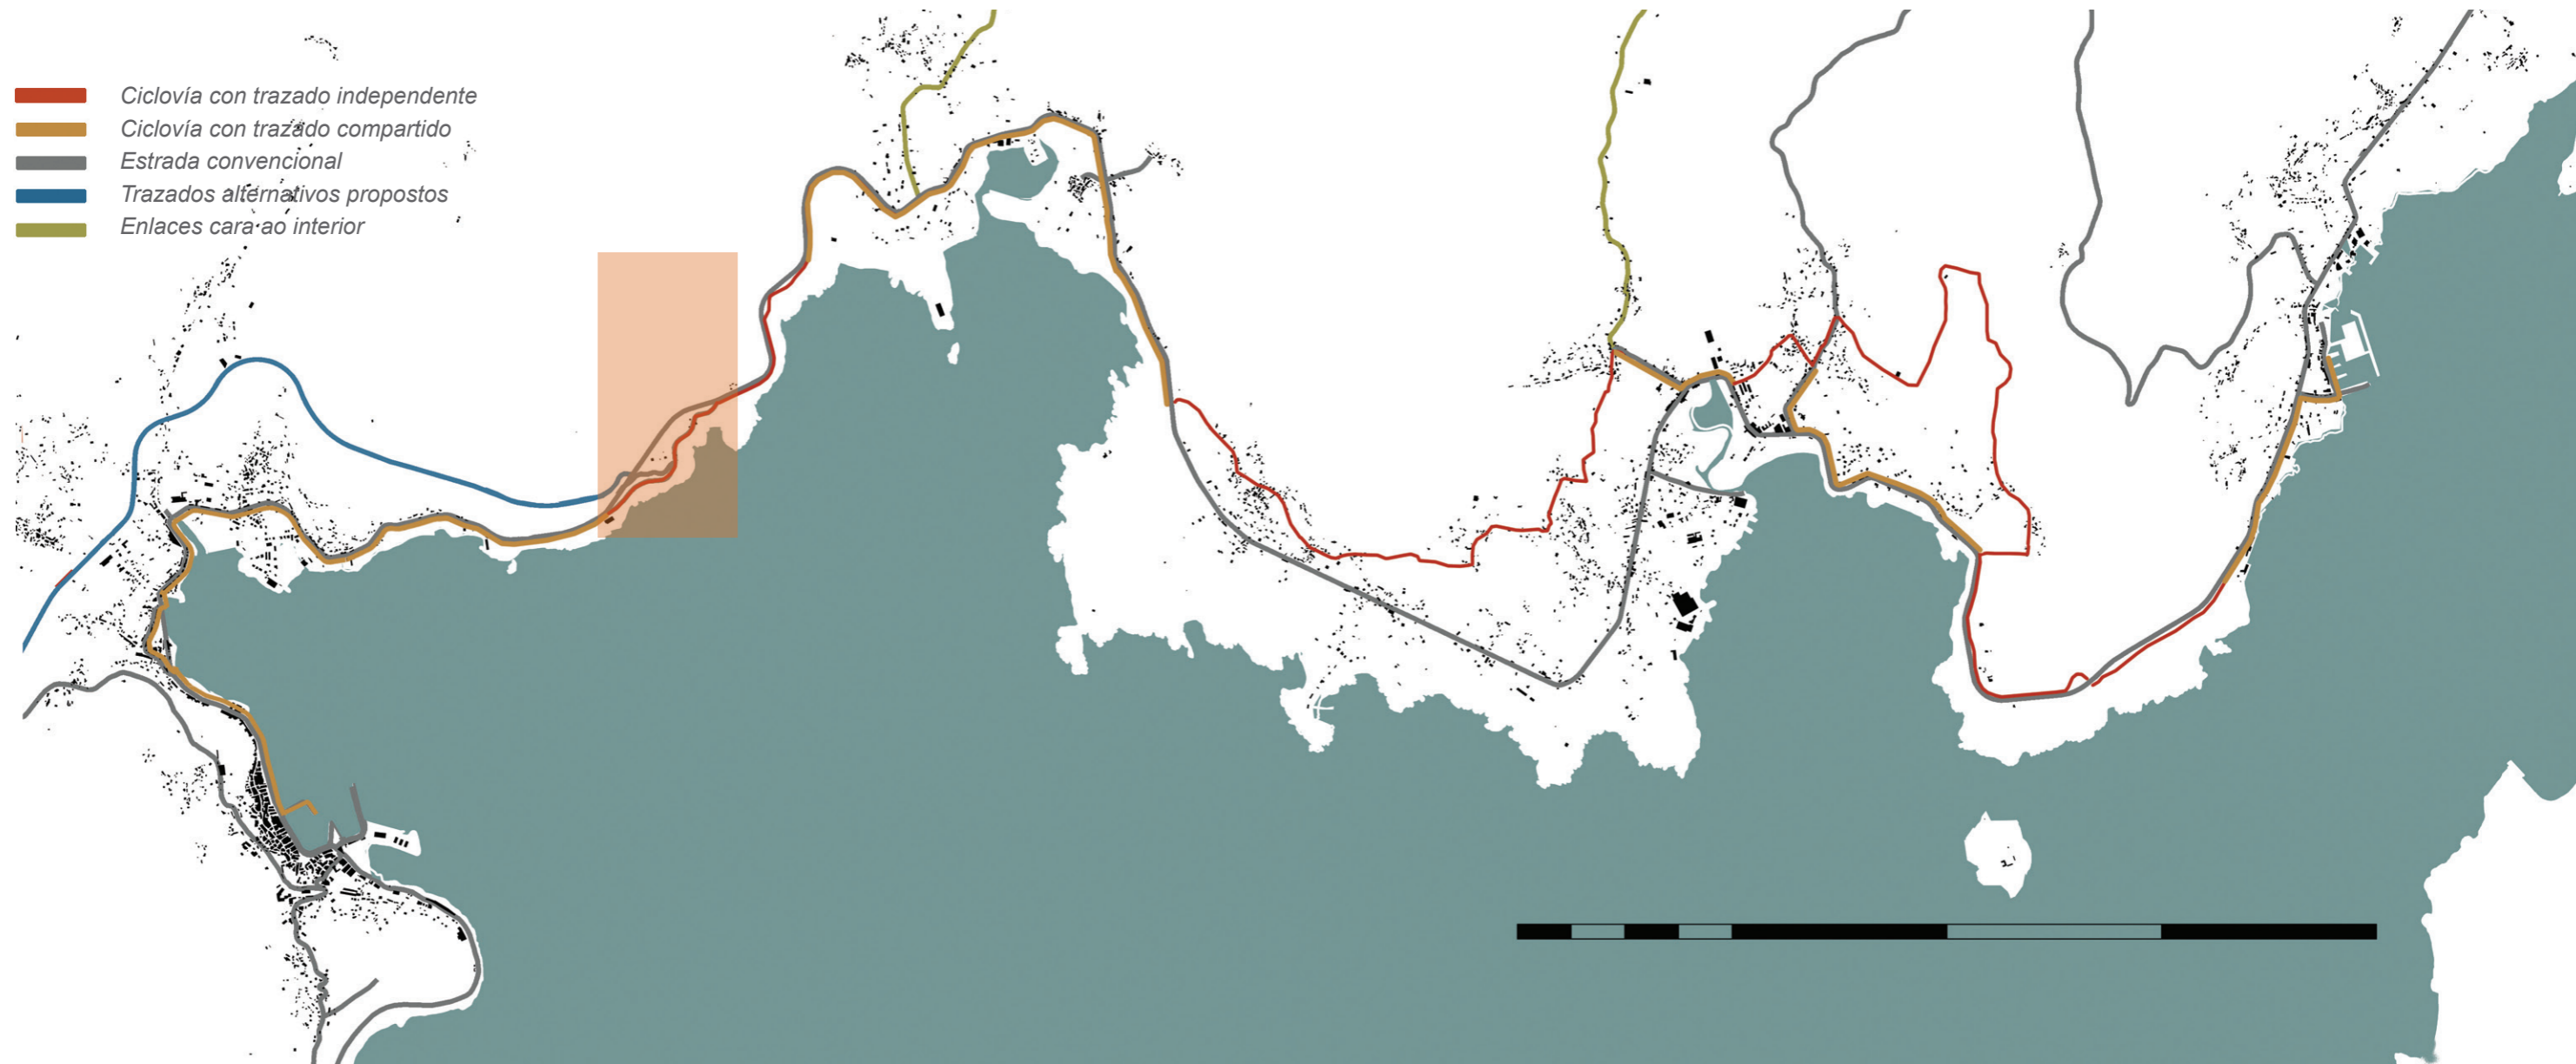 Ciclovía con trazado independente
Ciclovía con trazado compartido
Estrada convencional
Trazados alternativos propostos
Enlaces cara ao interior